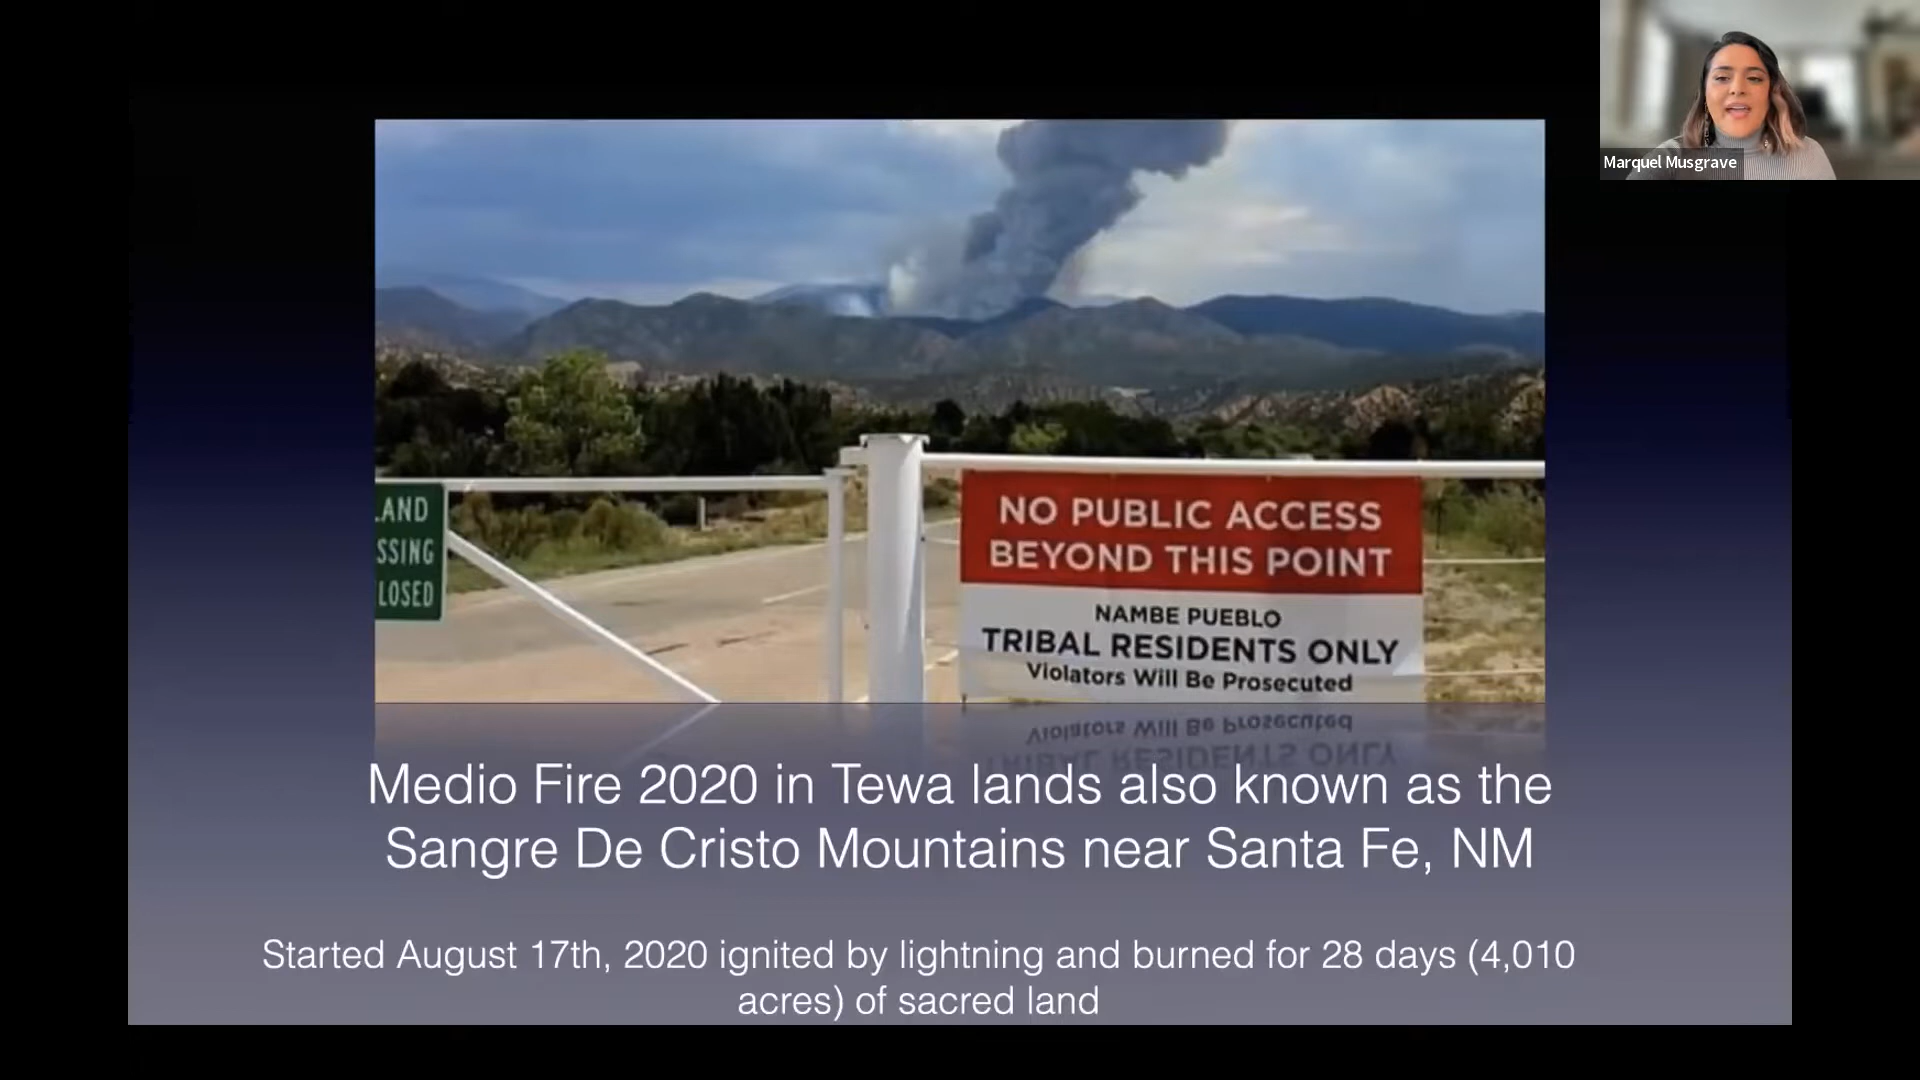 Marquel Musgrave
.AND
SSING
LOSED
NO PUBLIC ACCESS
BEYOND THIS POINT
NAMBE PUEBLO
TRIBAL RESIDENTS ONLY
Violators Will Be Prosecuted
Medio Fire 2020 in Tewa lands also known as the
Sangre De Cristo Mountains near Santa Fe, NM
Started August 17th, 2020 ignited by lightning and burned for 28 days (4,010
acres) of sacred land